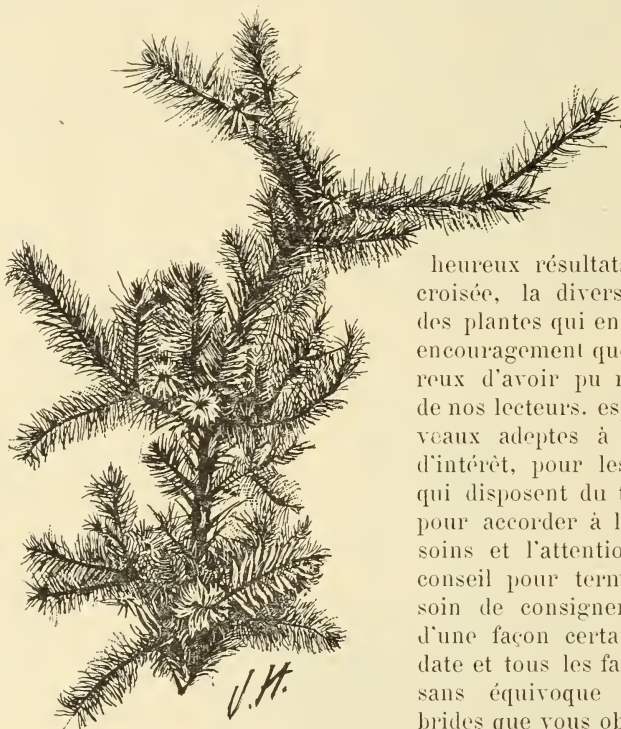 heureux résultats
croisée, la divers
des plantes qui en
encouragement que
reux d'avoir pu r
de nos lecteurs. es
veaux adeptes à
d'intérêt, pour les
qui disposent du t
pour accorder à l
soins et l'attentio
conseil pour term
soin de consigner
d'une façon certa
date et tous les fa
sans équivoque
brides que vous ob
J.H.